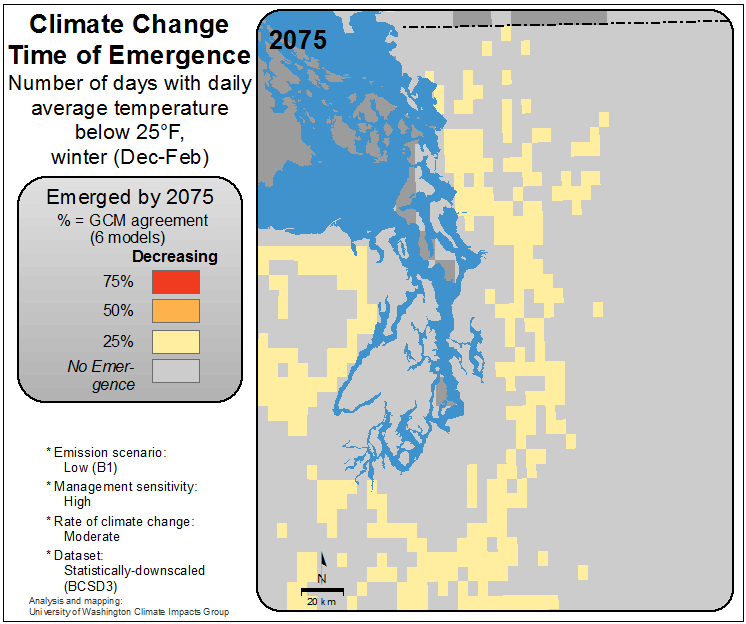 Climate Change
Time of Emergence
Number of days with daily
average temperature
below 25°F,
winter (Dec-Feb)
Emerged by 2075
% = GCM agreement
(6 models)
Decreasing
75%
50%
25%
No Emer-
gence
* Emission scenario:
Low (B1)
* Management sensitivity:
High
* Rate of climate change:
Moderate
* Dataset:
Statistically-downscaled
(BCSD3)
Analysis and mapping:
University of Washington Climate Impacts Group
2075
N
20 km